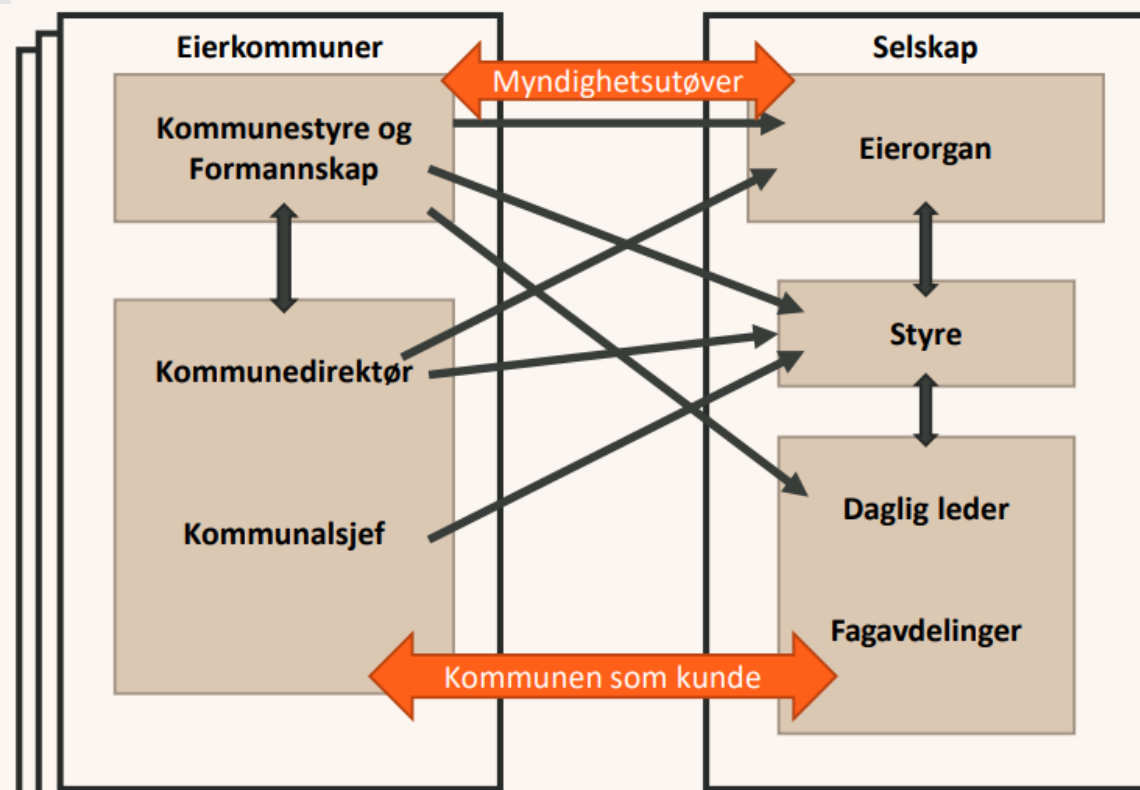 Eierkommuner
Selskap
Myndighetsutøver
Kommunestyre og
Formannskap
Eierorgan
Styre
Kommunedirektør
Kommunalsjef
Daglig leder
Fagavdelinger
Kommunen som kunde